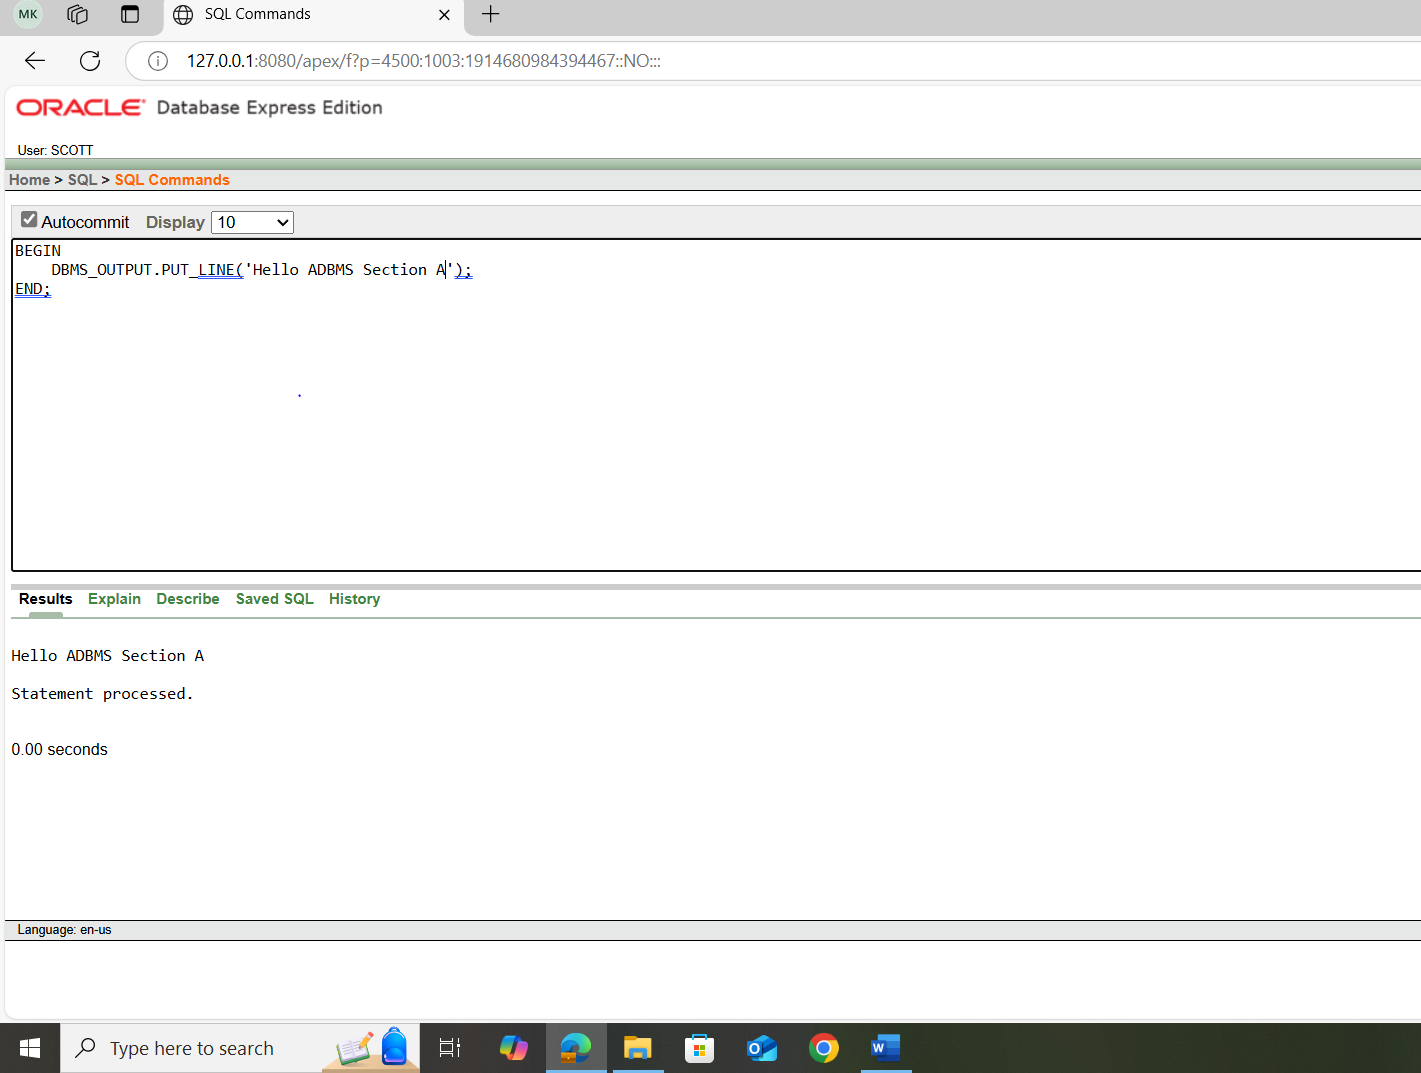 MK
SQL Commands
127.0.0.1:8080/apex/f?p=4500:1003:1914680984394467::NO:::
ORACLE Database Express Edition
User: SCOTT
Home > SQL > SQL Commands
Autocommit Display 10
BEGIN
DBMS_OUTPUT.PUT_LINE('Hello ADBMS Section A');
END;
Results Explain Describe Saved SQL History
Hello ADBMS Section A
Statement processed.
0.00 seconds
Language: en-us
Type here to search